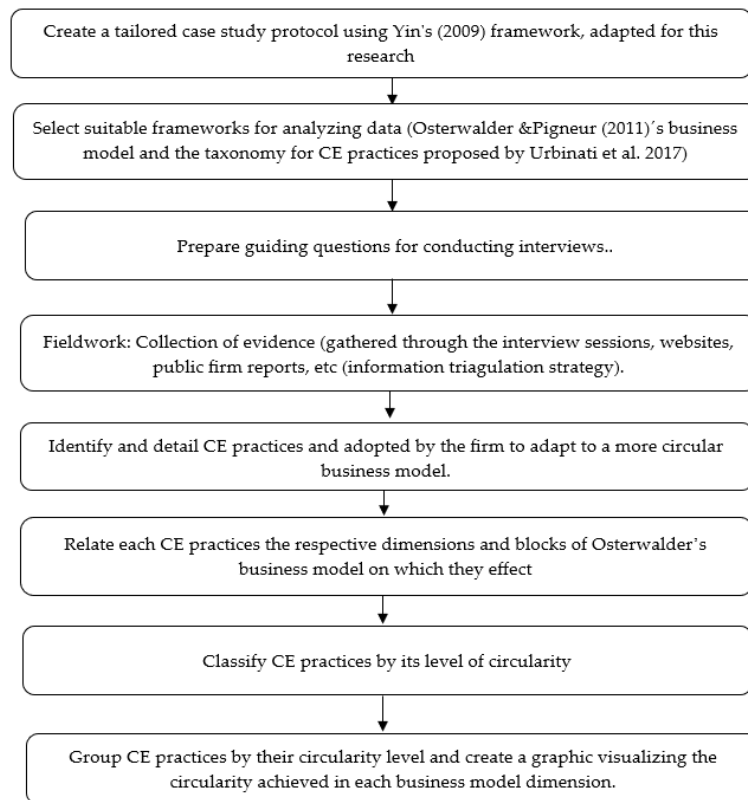 Create a tailored case study protocol using Yin's (2009) framework, adapted for this
research
Select suitable frameworks for analyzing data (Osterwalder &Pigneur (2011)´s business
model and the taxonomy for CE practices proposed by Urbinati et al. 2017)
Prepare guiding questions for conducting interviews..
Fieldwork: Collection of evidence (gathered through the interview sessions, websites,
public firm reports, etc (information triagulation strategy).
Identify and detail CE practices and adopted by the firm to adapt to a more circular
business model.
Relate each CE practices the respective dimensions and blocks of Osterwalder’s
business model on which they effect
Classify CE practices by its level of circularity
Group CE practices by their circularity level and create a graphic visualizing the
circularity achieved in each business model dimension.